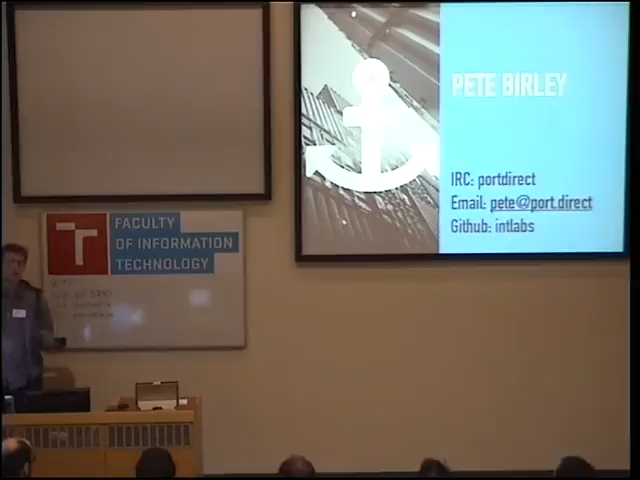 PETE BIRLEY
IRC: portdirect
Email: pete@port.direct
Github: intlabs
FACULTY
OF INFORMATION
TECHNOLOGY